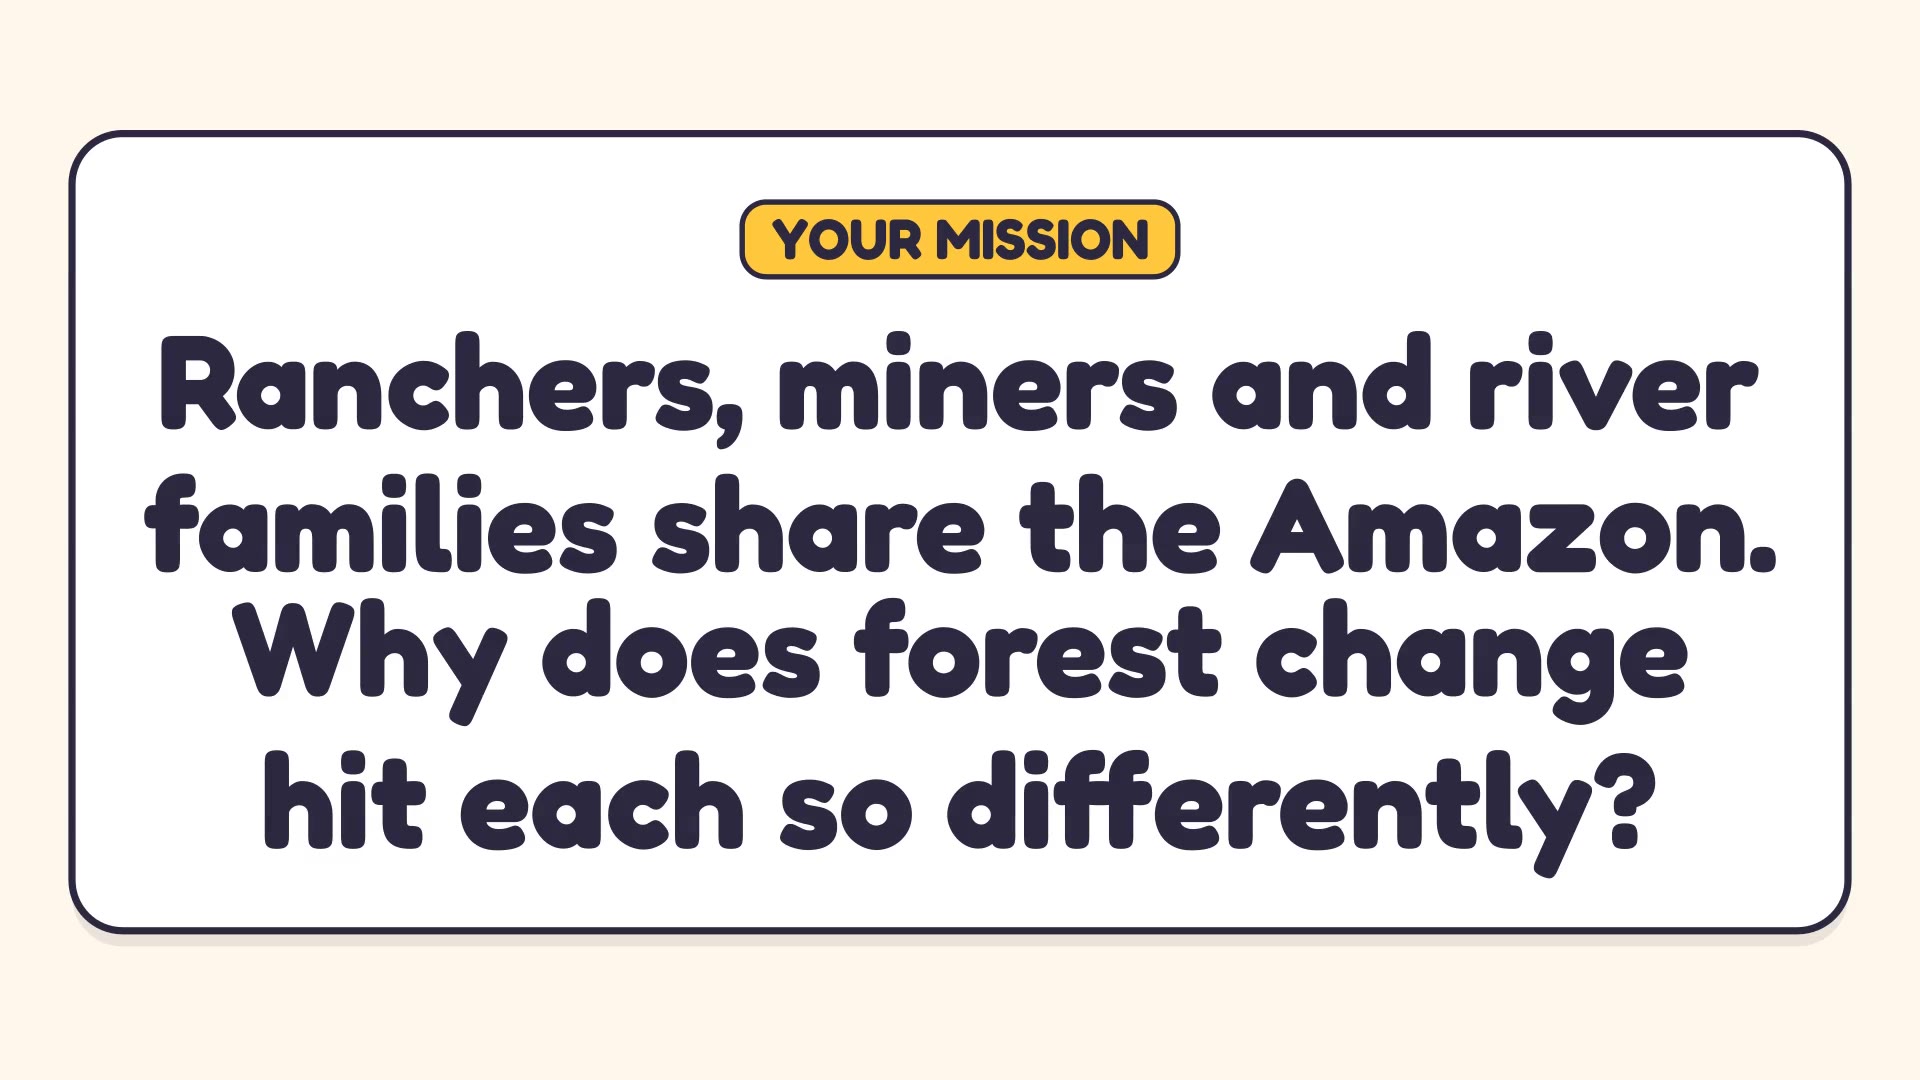 YOUR MISSION
Ranchers, miners and river
families share the Amazon.
Why does forest change
hit each so differently?